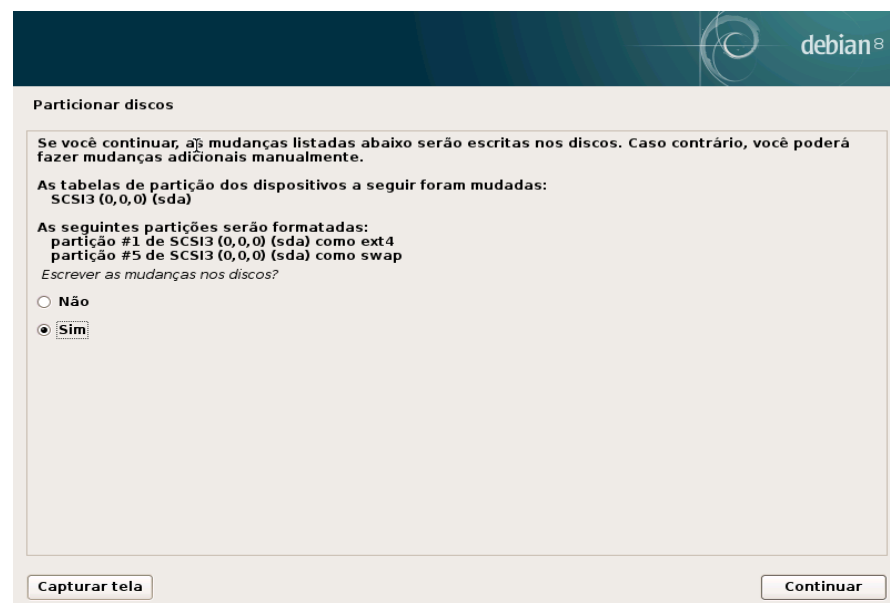 debian 8
Particionar discos
Se você continuar, as mudanças listadas abaixo serão escritas nos discos. Caso contrário, você poderá
fazer mudanças adicionais manualmente.
As tabelas de partição dos dispositivos a seguir foram mudadas:
SCSI3 (0,0,0) (sda)
As seguintes partições serão formatadas:
partição #1 de SCSI3 (0,0,0) (sda) como ext4
partição #5 de SCSI3 (0,0,0) (sda) como swap
Escrever as mudanças nos discos?
Não
Sim
Capturar tela
Continuar